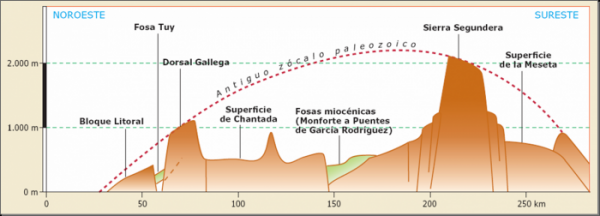 NOROESTE
SURESTE
Fosa Tuy
Sierra Segundera
Antiguo zócalo paleozoico
Dorsal Gallega
Superficie
de la Meseta
2.000 m
Superficie
de Chantada
Fosas miocénicas
(Monforte a Puentes
de García Rodríguez)
Bloque Litoral
1.000 m
0 m
0
50
100
150
200
250 km